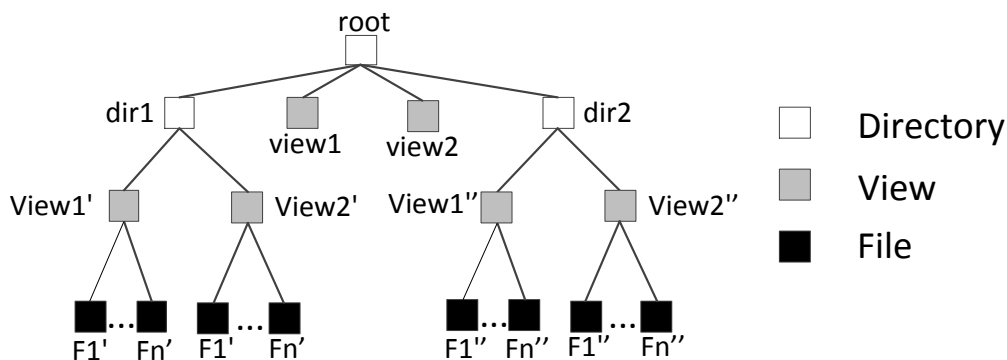 root
dir1
view1
view2
dir2
Directory
View1'
View2'
View1''
View2''
View
File
F1'
...
Fn'
F1'
...
Fn'
F1''
...
Fn''
F1''
...
Fn''